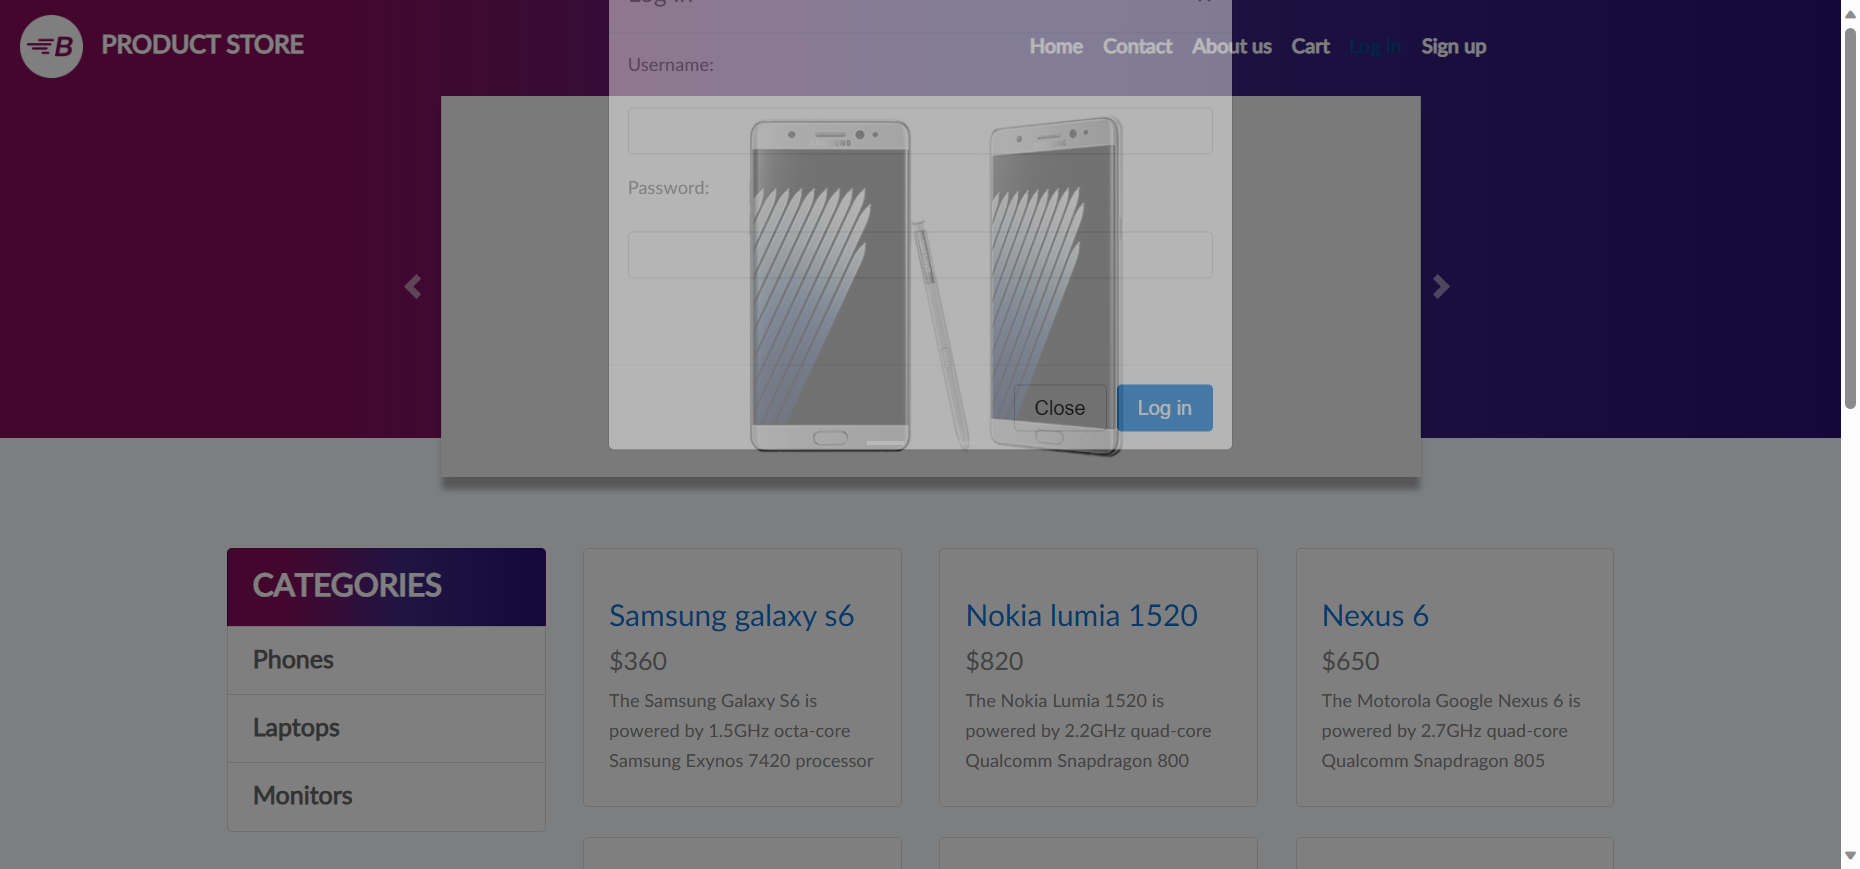 Log in
B PRODUCT STORE
Home Contact About us Cart Log in Sign up
Username:
SAMSUNG
Password:
Close Log in
CATEGORIES
Phones
Laptops
Monitors
Samsung galaxy s6
$360
The Samsung Galaxy S6 is
powered by 1.5GHz octa-core
Samsung Exynos 7420 processor
Nokia lumia 1520
$820
The Nokia Lumia 1520 is
powered by 2.2GHz quad-core
Qualcomm Snapdragon 800
Nexus 6
$650
The Motorola Google Nexus 6 is
powered by 2.7GHz quad-core
Qualcomm Snapdragon 805